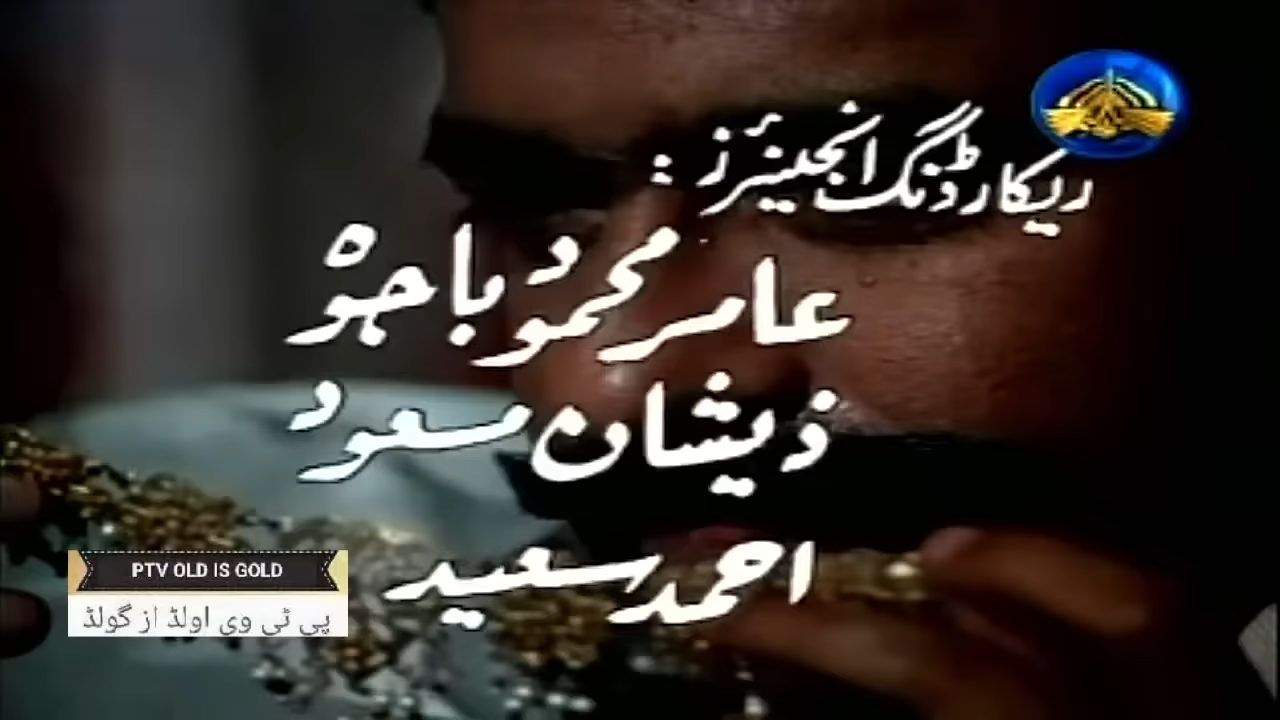 ریکارڈنگ انجینئرز :
عامر محمود باجوہ
ذیشان مسعود
احمد سعید
PTV OLD IS GOLD
پی ٹی وی اولڈ از گولڈ